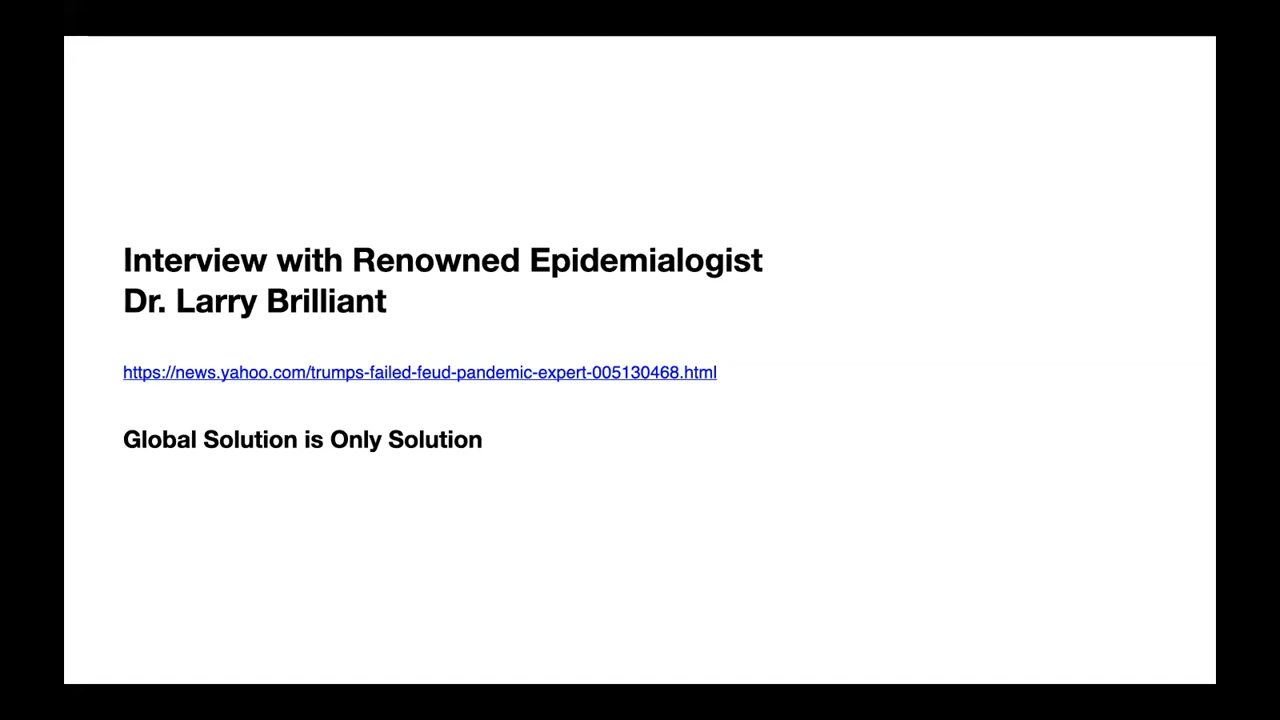 Interview with Renowned Epidemialogist
Dr. Larry Brilliant
https://news.yahoo.com/trumps-failed-feud-pandemic-expert-005130468.html
Global Solution is Only Solution